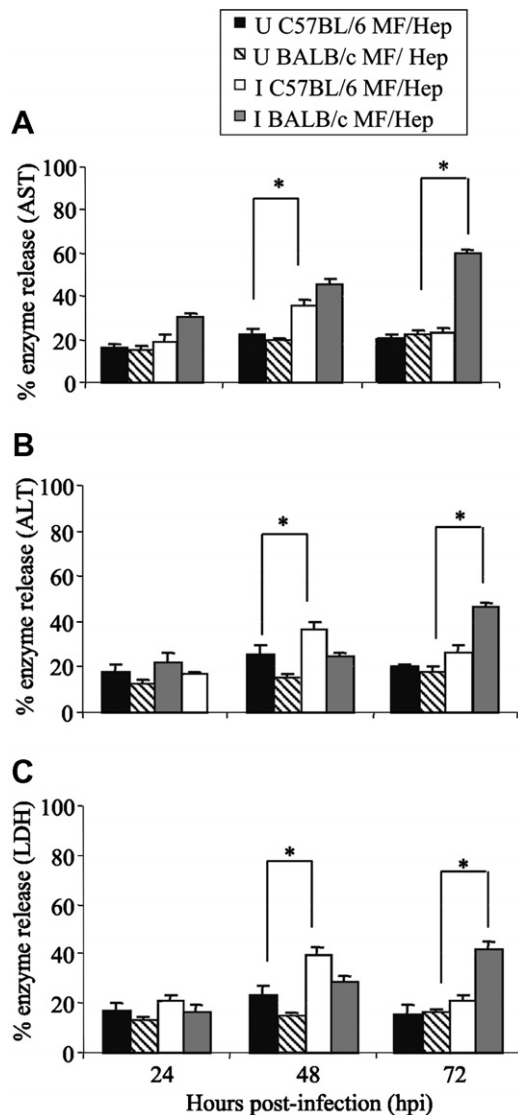 U C57BL/6 MF/Hep
U BALB/c MF/ Hep
I C57BL/6 MF/Hep
I BALB/c MF/Hep
A
% enzyme release (AST)
100
80
60
40
20
0
*
*
B
% enzyme release (ALT)
100
80
60
40
20
0
*
*
C
% enzyme release (LDH)
100
80
60
40
20
0
*
*
24 48 72
Hours post-infection (hpi)